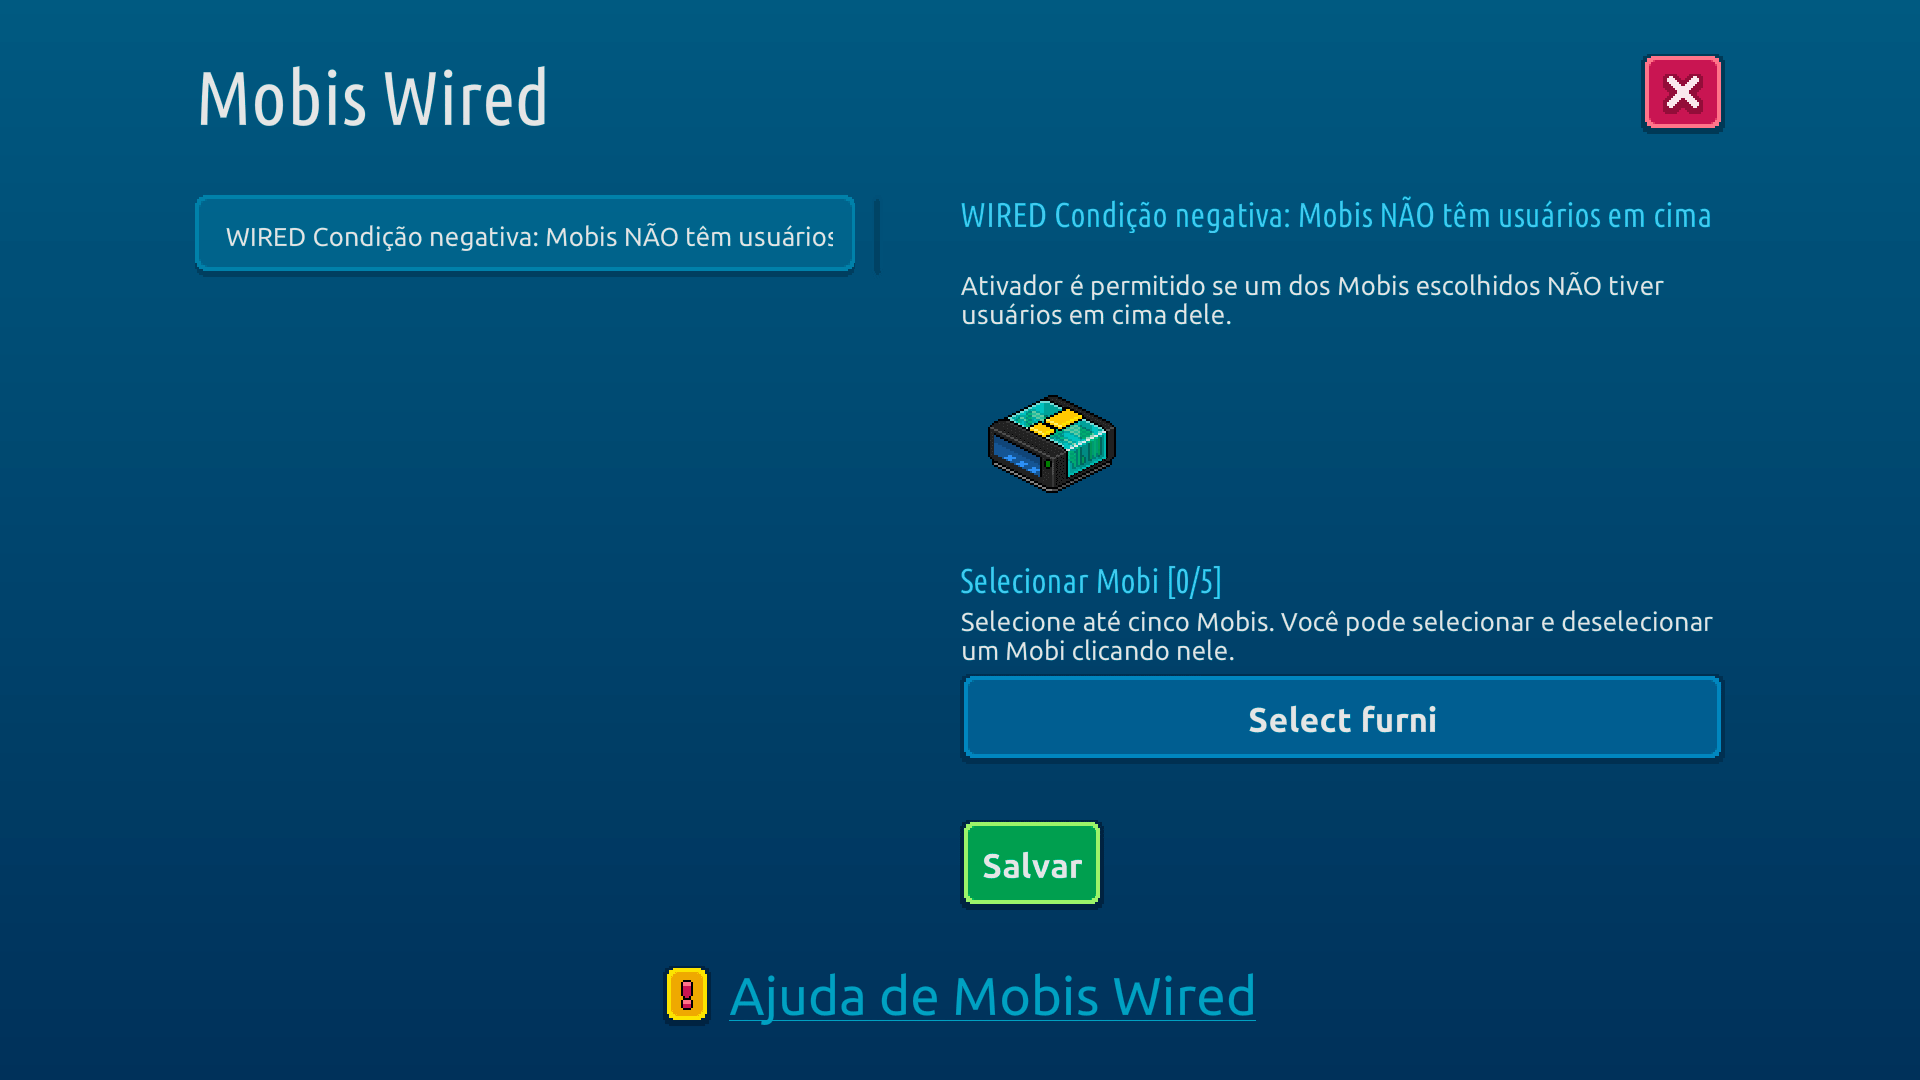 Mobis Wired
WIRED Condição negativa: Mobis NÃO têm usuários
WIRED Condição negativa: Mobis NÃO têm usuários em cima
Ativador é permitido se um dos Mobis escolhidos NÃO tiver
usuários em cima dele.
Selecionar Mobi [0/5]
Selecione até cinco Mobis. Você pode selecionar e deselecionar
um Mobi clicando nele.
Select furni
Salvar
Ajuda de Mobis Wired